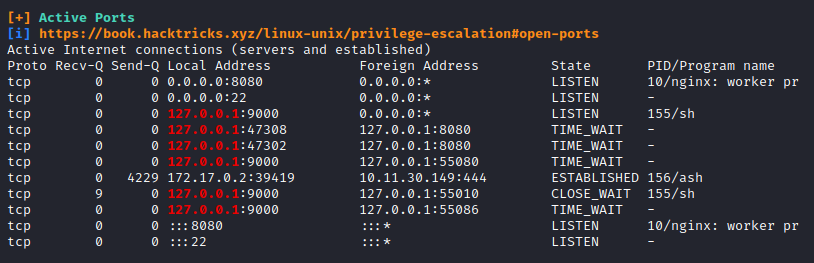 [+] Active Ports
[i] https://book.hacktricks.xyz/linux-unix/privilege-escalation#open-ports
Active Internet connections (servers and established)
Proto Recv-Q Send-Q Local Address           Foreign Address         State       PID/Program name
tcp        0      0 0.0.0.0:8080            0.0.0.0:*               LISTEN      10/nginx: worker pr
tcp        0      0 0.0.0.0:22              0.0.0.0:*               LISTEN      -
tcp        0      0 127.0.0.1:9000          0.0.0.0:*               LISTEN      155/sh
tcp        0      0 127.0.0.1:47308         127.0.0.1:8080          TIME_WAIT   -
tcp        0      0 127.0.0.1:47302         127.0.0.1:8080          TIME_WAIT   -
tcp        0      0 127.0.0.1:9000          127.0.0.1:55080         TIME_WAIT   -
tcp        0   4229 172.17.0.2:39419        10.11.30.149:444        ESTABLISHED 156/ash
tcp        9      0 127.0.0.1:9000          127.0.0.1:55010         CLOSE_WAIT  155/sh
tcp        0      0 127.0.0.1:9000          127.0.0.1:55086         TIME_WAIT   -
tcp        0      0 :::8080                 :::*                    LISTEN      10/nginx: worker pr
tcp        0      0 :::22                   :::*                    LISTEN      -